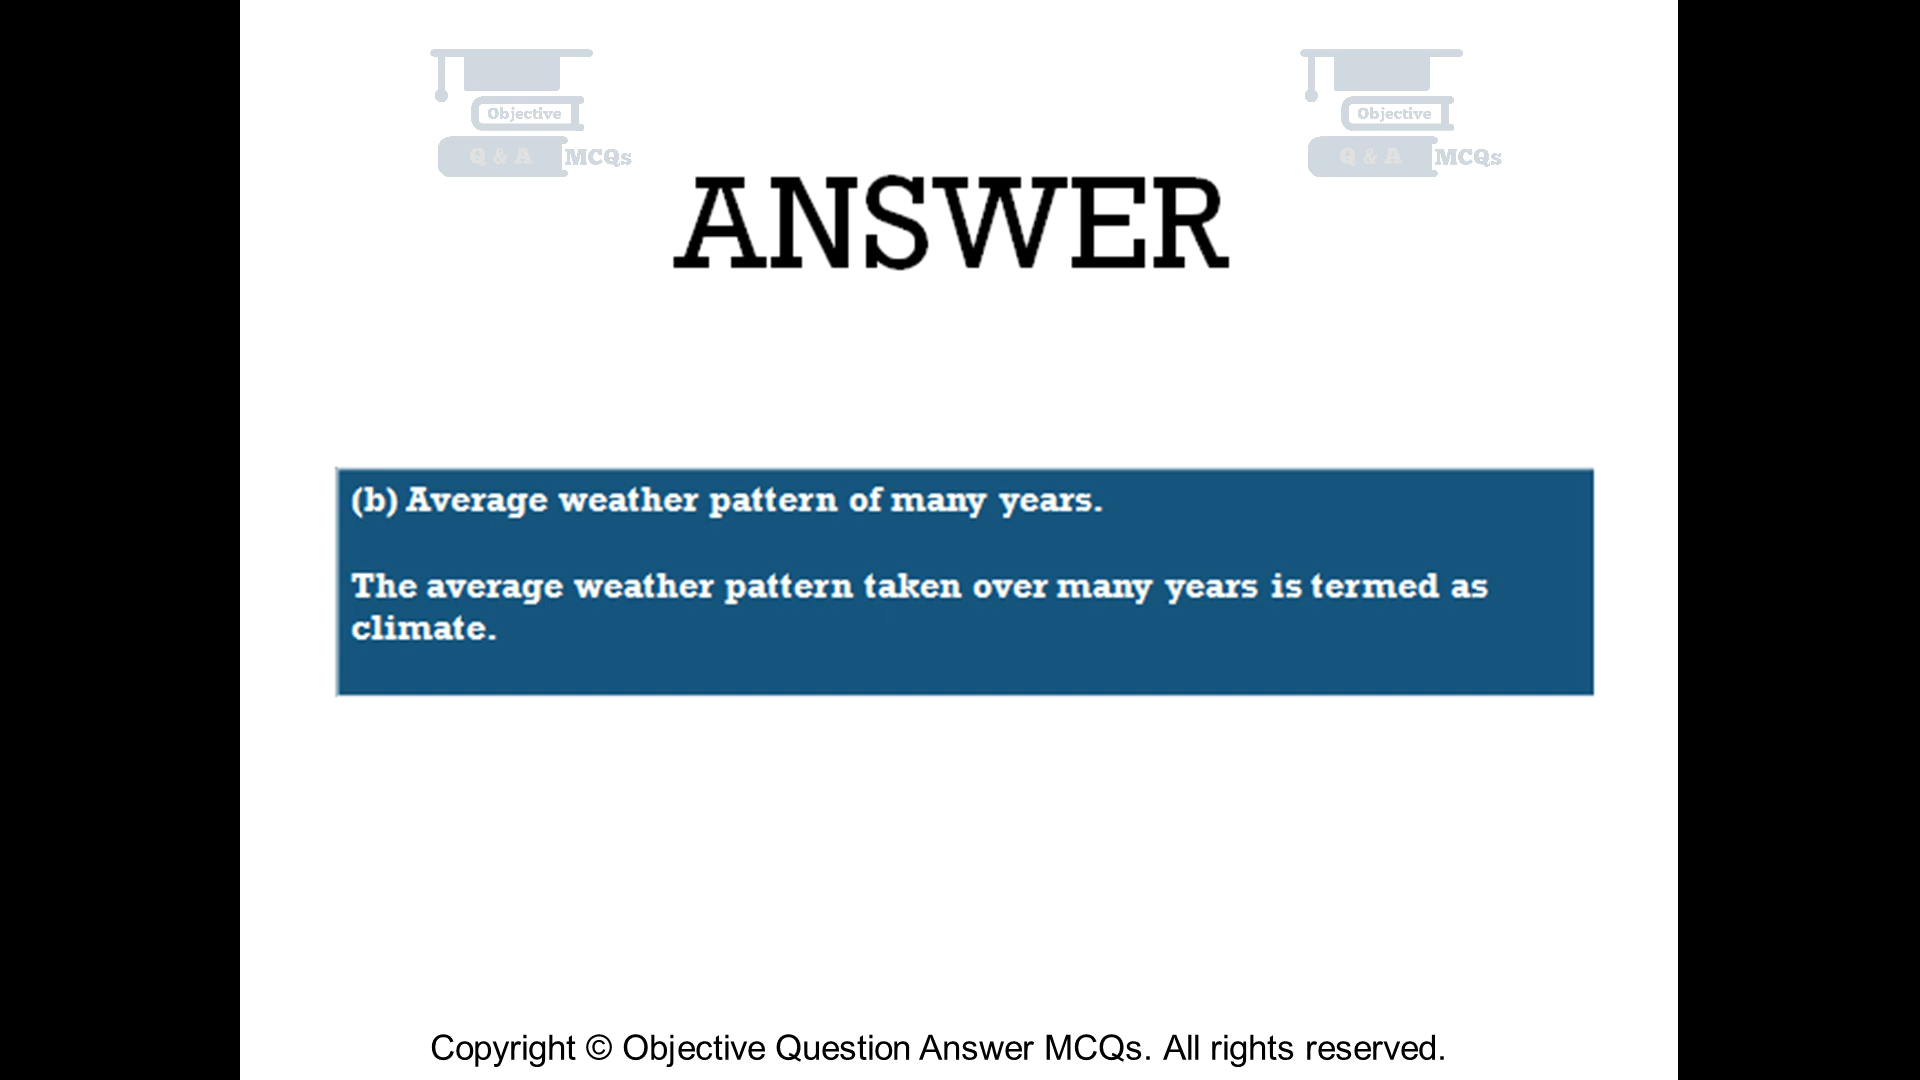 Objective
Q & A MCQs
Objective
Q & A MCQs
ANSWER
(b) Average weather pattern of many years.
The average weather pattern taken over many years is termed as
climate.
Copyright © Objective Question Answer MCQs. All rights reserved.